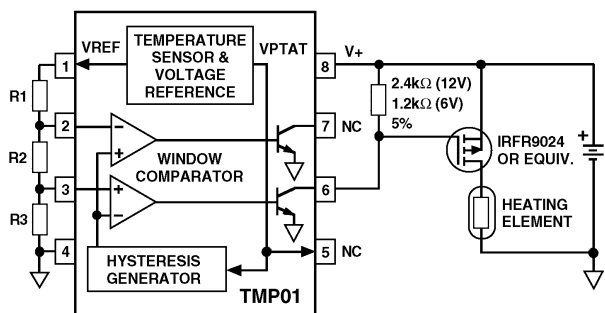 TEMPERATURE
SENSOR &
VOLTAGE
REFERENCE
VREF
VPTAT
1
8
V+
R1
2.4kΩ (12V)
1.2kΩ (6V)
5%
2
7
NC
−
+
WINDOW
COMPARATOR
R2
IRFR9024
OR EQUIV.
+
3
6
+
−
R3
HEATING
ELEMENT
4
5
NC
HYSTERESIS
GENERATOR
TMP01